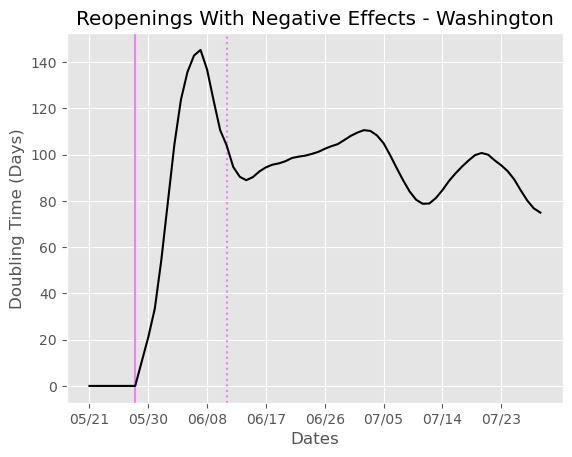 Reopenings With Negative Effects - Washington
Doubling Time (Days)
140
120
100
80
60
40
20
0
05/21 05/30 06/08 06/17 06/26 07/05 07/14 07/23
Dates